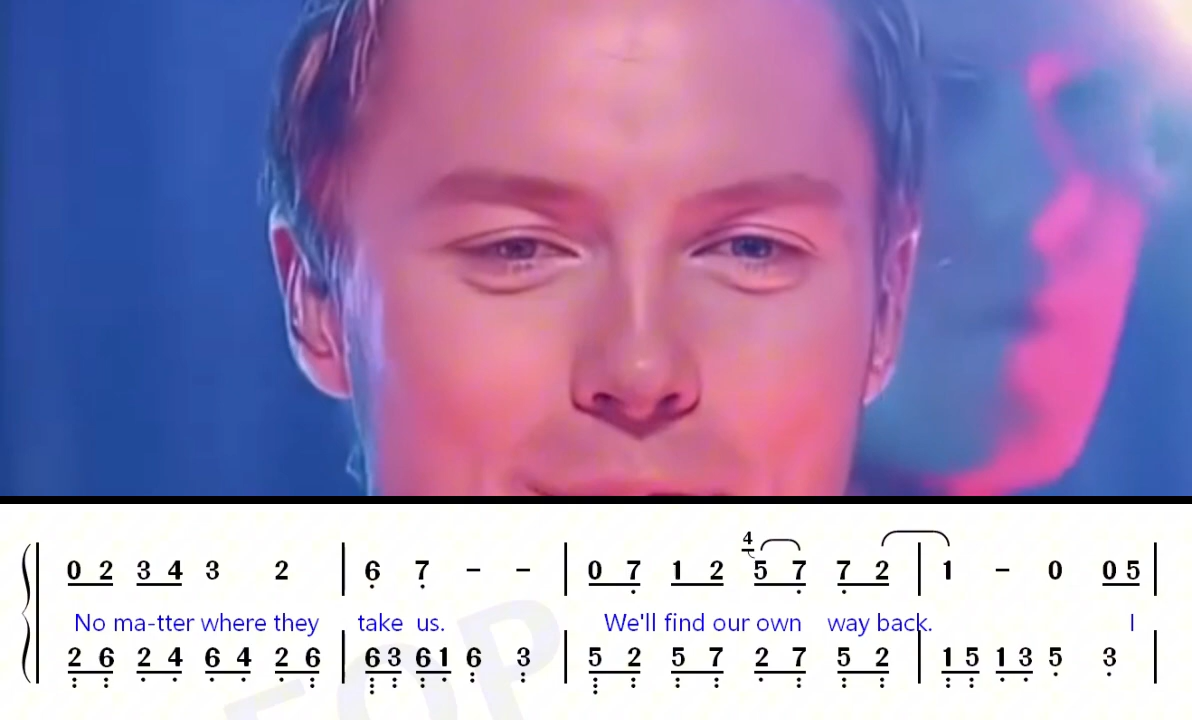 4
0 2 3 4 3 2 | 6 7 - - | 0 7 1 2 5 7 7 2 | 1 - 0 0 5 |
No ma-tter where they take us. We'll find our own way back. I
2 6 2 4 6 4 2 6 | 6 3 6 1 6 3 | 5 2 5 7 2 7 5 2 | 1 5 1 3 5 3 |
EOP